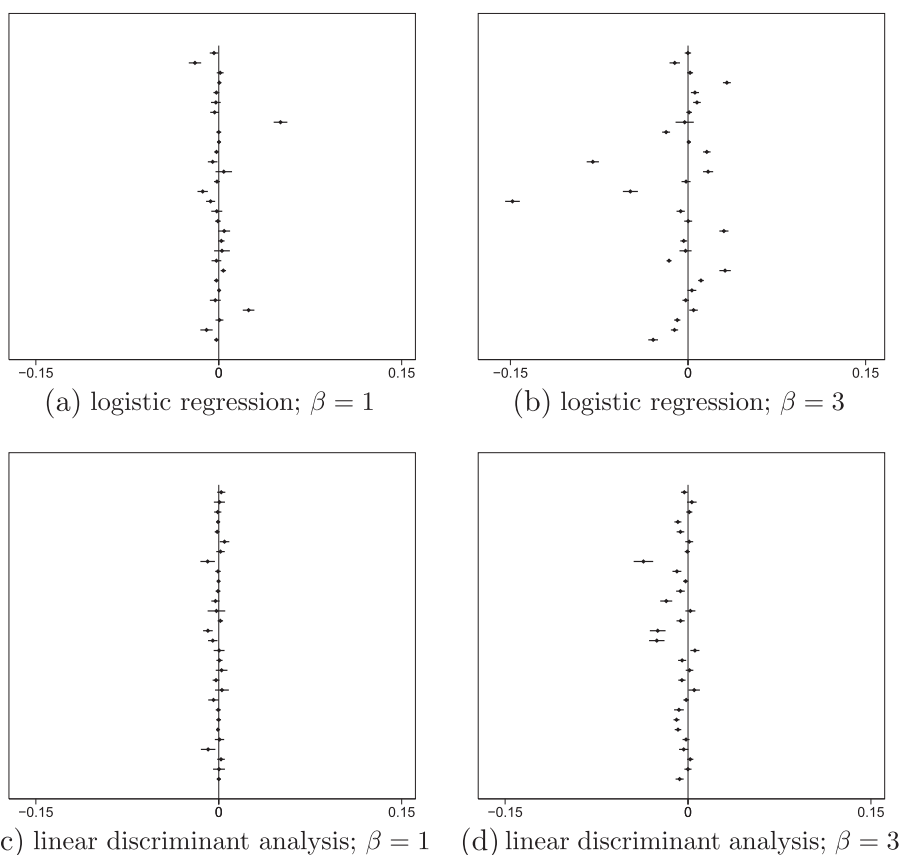 −0.15 0 0.15 −0.15 0 0.15
(a) logistic regression; β = 1 (b) logistic regression; β = 3
−0.15 0 0.15 −0.15 0 0.15
c) linear discriminant analysis; β = 1 (d) linear discriminant analysis; β = 3